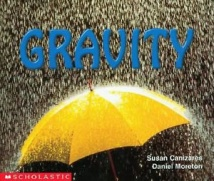 GRAVITY
Susan Canizares
Daniel Moreton
SCHOLASTIC